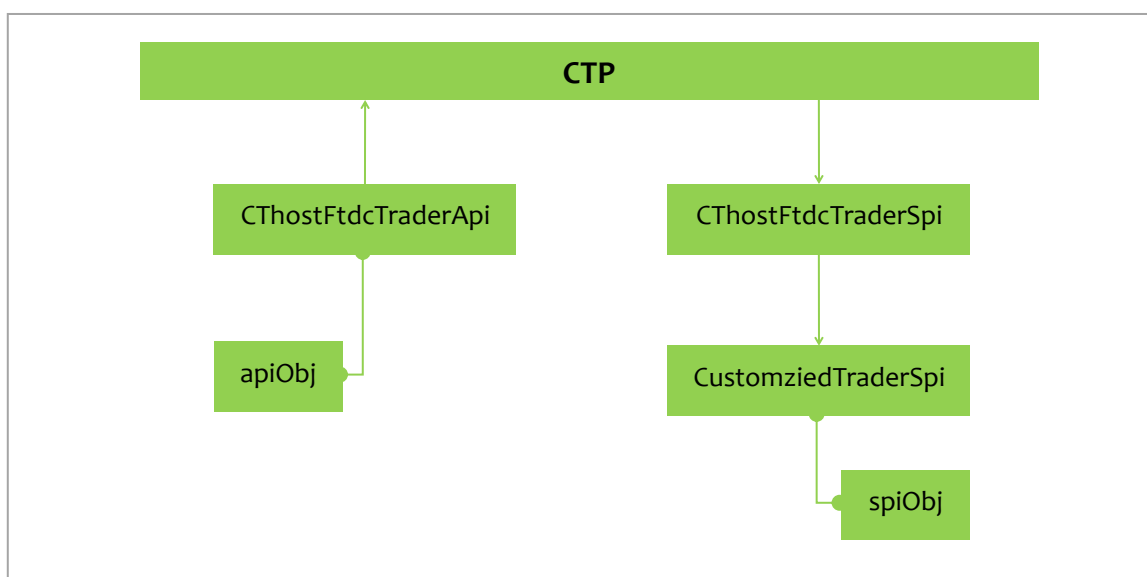 CTP
CThostFtdcTraderApi
CThostFtdcTraderSpi
apiObj
CustomziedTraderSpi
spiObj